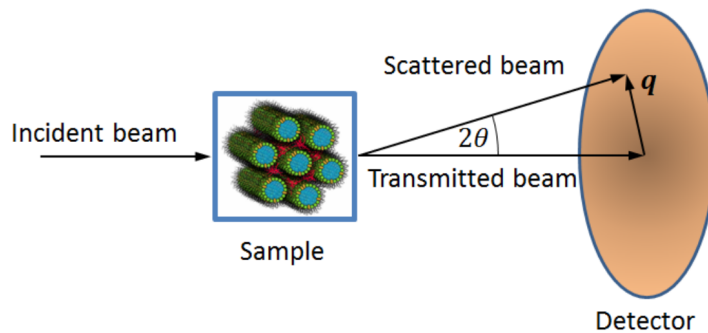 Scattered beam
q
Incident beam
2θ
Transmitted beam
Sample
Detector